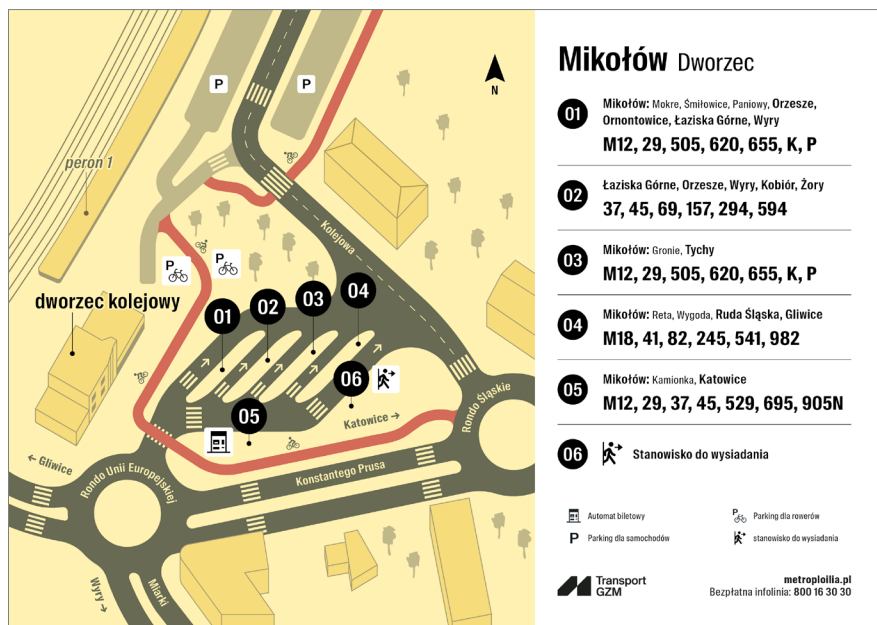 P
P
N
peron 1
Kolejowa
P
P
dworzec kolejowy
01
02
03
04
05
06
Katowice →
Rondo Śląskie
← Gliwice
Rondo Unii Europejskiej
Konstantego Prusa
Wyry →
Miarki
Mikołów Dworzec
01
Mikołów: Mokre, Śmiłowice, Paniowy, Orzesze,
Ornontowice, Łaziska Górne, Wyry
M12, 29, 505, 620, 655, K, P
02
Łaziska Górne, Orzesze, Wyry, Kobiór, Żory
37, 45, 69, 157, 294, 594
03
Mikołów: Gronie, Tychy
M12, 29, 505, 620, 655, K, P
04
Mikołów: Reta, Wygoda, Ruda Śląska, Gliwice
M18, 41, 82, 245, 541, 982
05
Mikołów: Kamionka, Katowice
M12, 29, 37, 45, 529, 695, 905N
06
Stanowisko do wysiadania
Automat biletowy
P Parking dla rowerów
P Parking dla samochodów
stanowisko do wysiadania
Transport
GZM
metroploilia.pl
Bezpłatna infolinia: 800 16 30 30